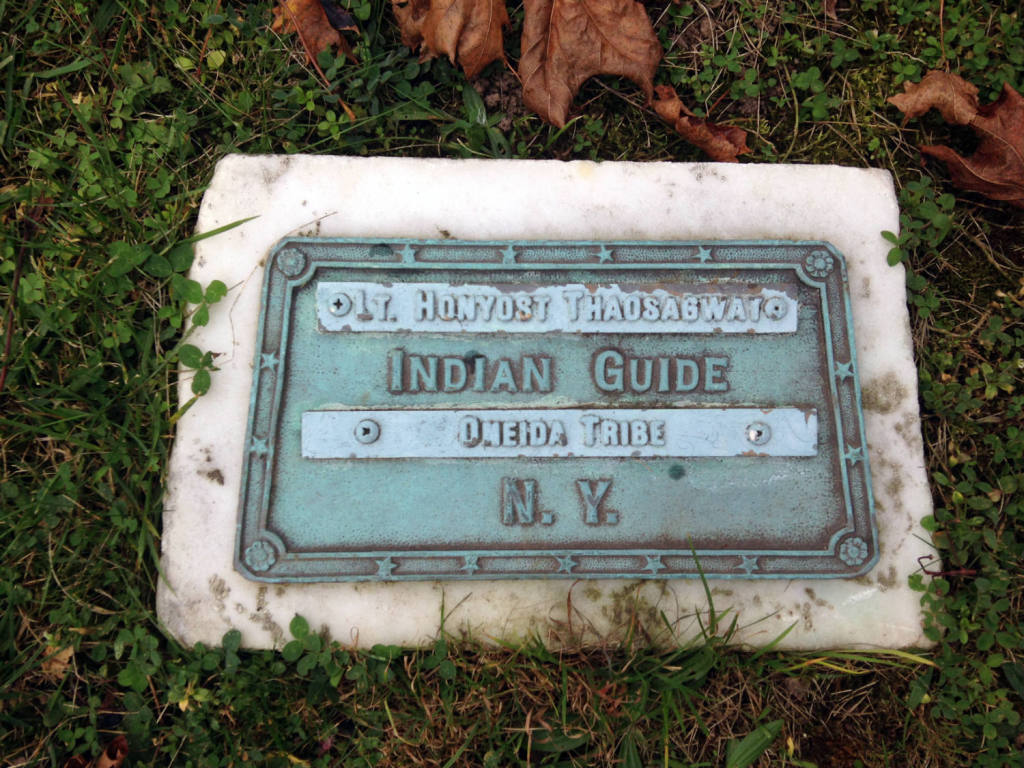 LT. HONYOST THAOSAGWAT
INDIAN GUIDE
ONEIDA TRIBE
N. Y.